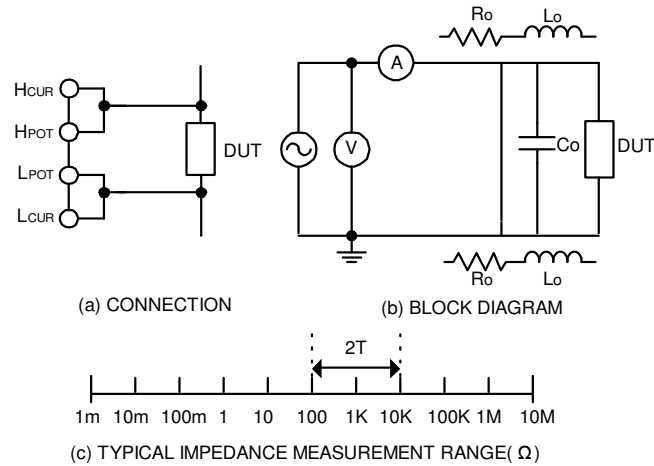 Ro Lo
HCUR
HPOT
LPOT
LCUR
DUT
A
V
Co
DUT
Ro Lo
(a) CONNECTION
(b) BLOCK DIAGRAM
2T
1m 10m 100m 1 10 100 1K 10K 100K 1M 10M
(c) TYPICAL IMPEDANCE MEASUREMENT RANGE( Ω)